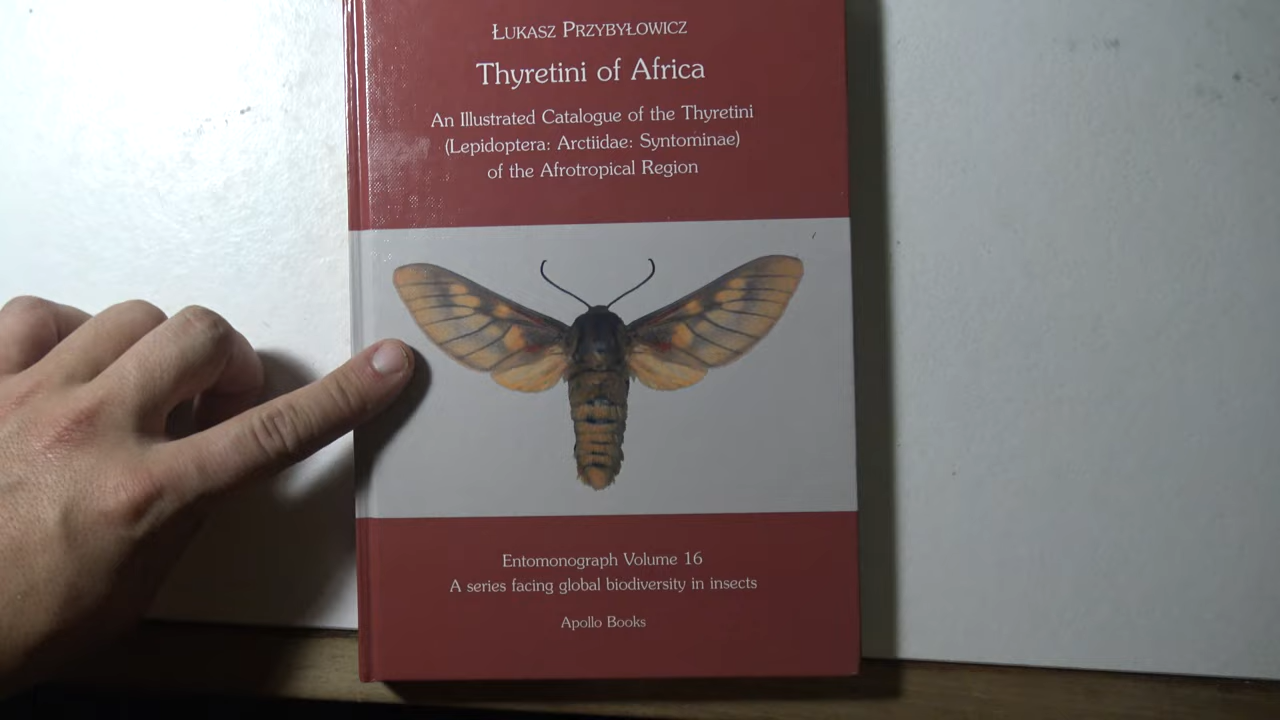 Łukasz Przybyłowicz
Thyretini of Africa
An Illustrated Catalogue of the Thyretini
(Lepidoptera: Arctiidae: Syntominae)
of the Afrotropical Region
Entomonograph Volume 16
A series facing global biodiversity in insects
Apollo Books